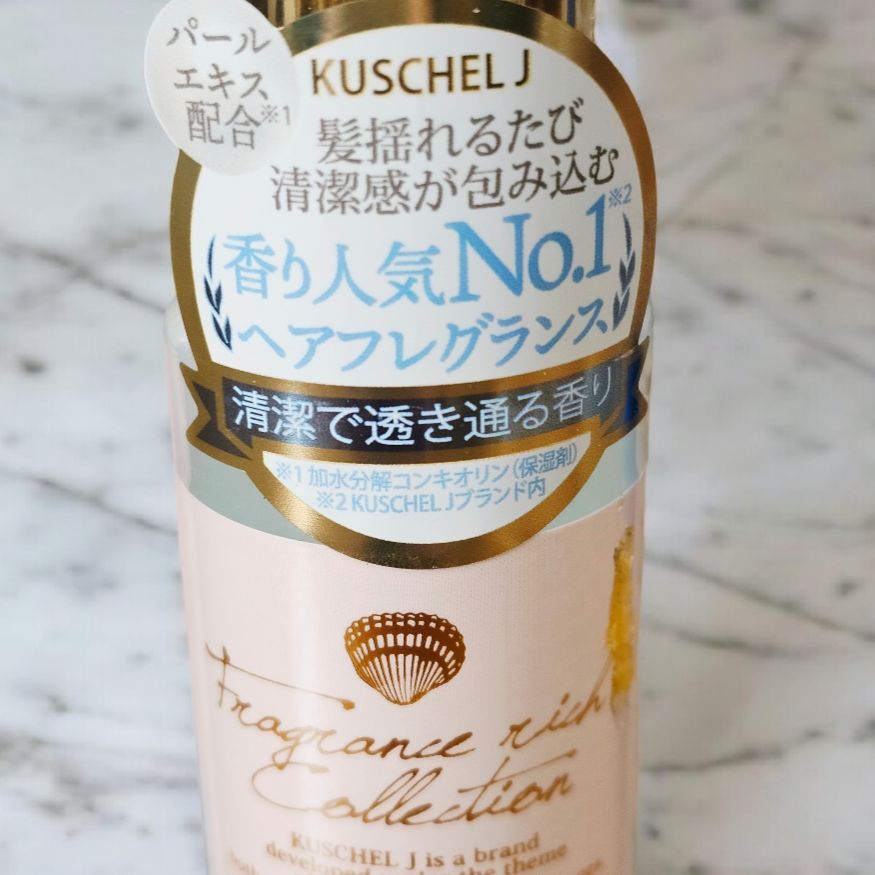 パール
エキス
配合※1
KUSCHEL J
髪揺れるたび
清潔感が包み込む
香り人気No.1※2
ヘアフレグランス
清潔で透き通る香り
※1 加水分解コンキオリン(保湿剤)
※2 KUSCHEL Jブランド内
Fragrance rich
Collection
KUSCHEL J is a brand
developed under the theme